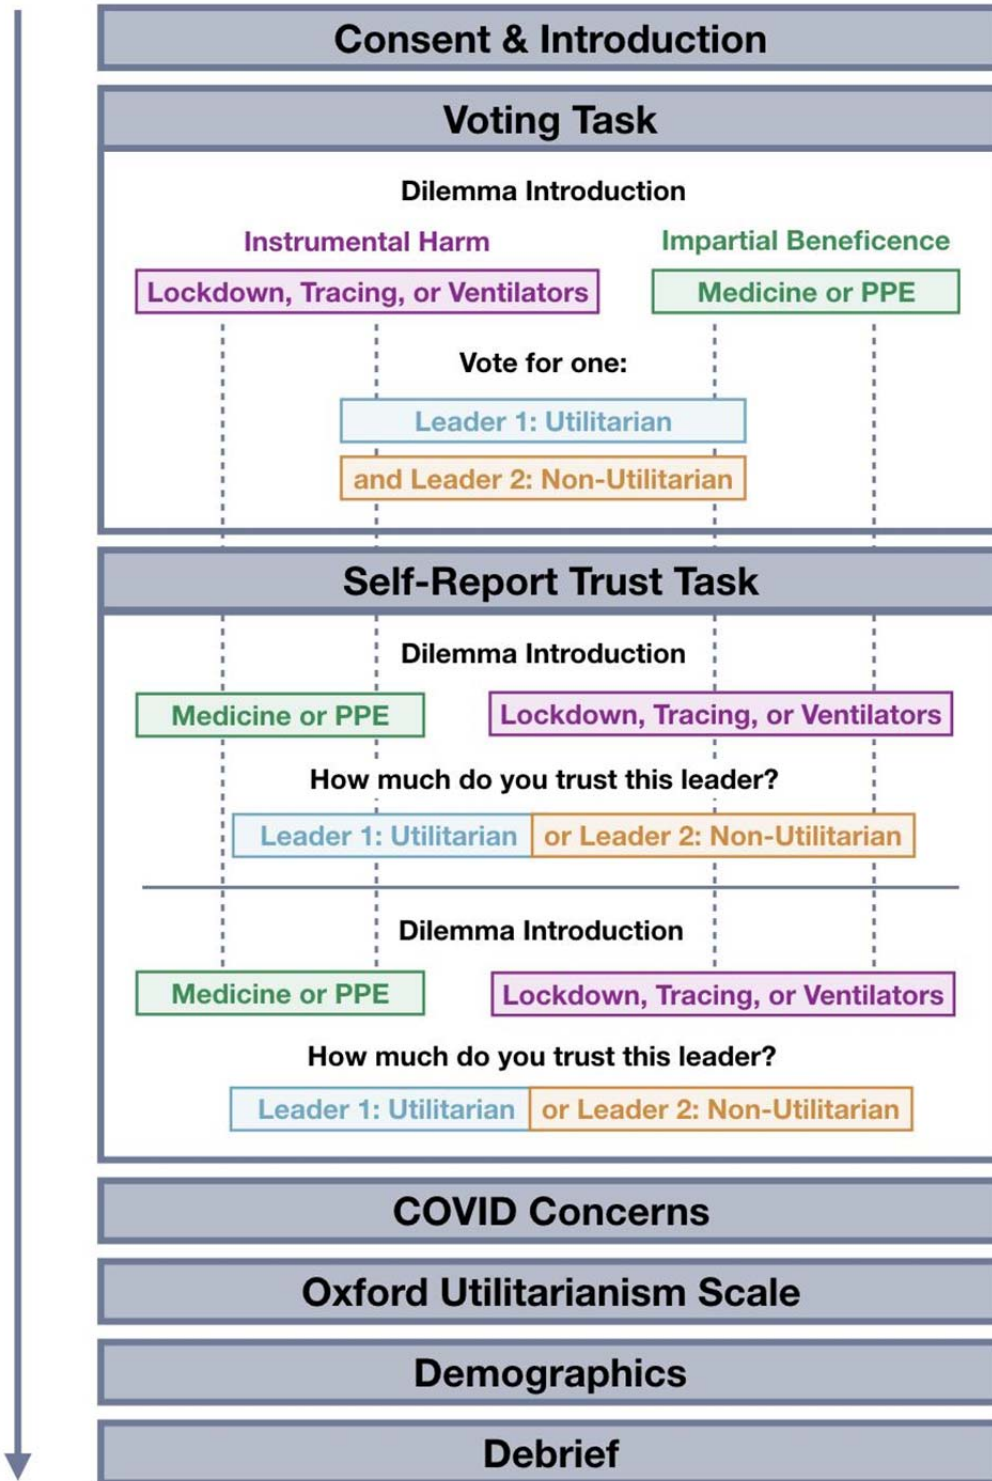 Consent & Introduction
Voting Task
Dilemma Introduction
Instrumental Harm
Impartial Beneficence
Lockdown, Tracing, or Ventilators
Medicine or PPE
Vote for one:
Leader 1: Utilitarian
and Leader 2: Non-Utilitarian
Self-Report Trust Task
Dilemma Introduction
Medicine or PPE
Lockdown, Tracing, or Ventilators
How much do you trust this leader?
Leader 1: Utilitarian
or Leader 2: Non-Utilitarian
Dilemma Introduction
Medicine or PPE
Lockdown, Tracing, or Ventilators
How much do you trust this leader?
Leader 1: Utilitarian
or Leader 2: Non-Utilitarian
COVID Concerns
Oxford Utilitarianism Scale
Demographics
Debrief